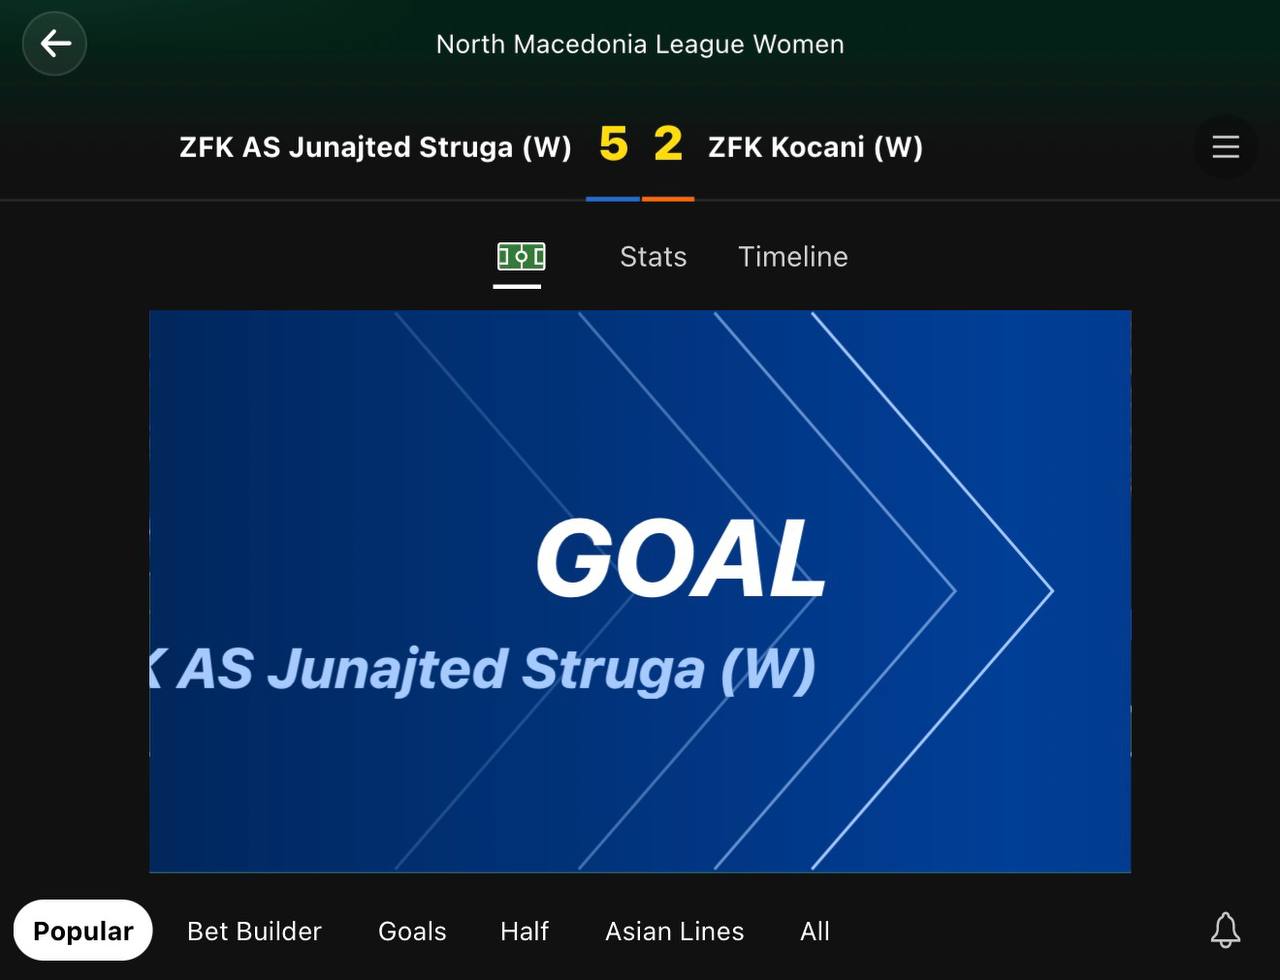 North Macedonia League Women
ZFK AS Junajted Struga (W) 5 2 ZFK Kocani (W)
Stats Timeline
GOAL
K AS Junajted Struga (W)
Popular Bet Builder Goals Half Asian Lines All